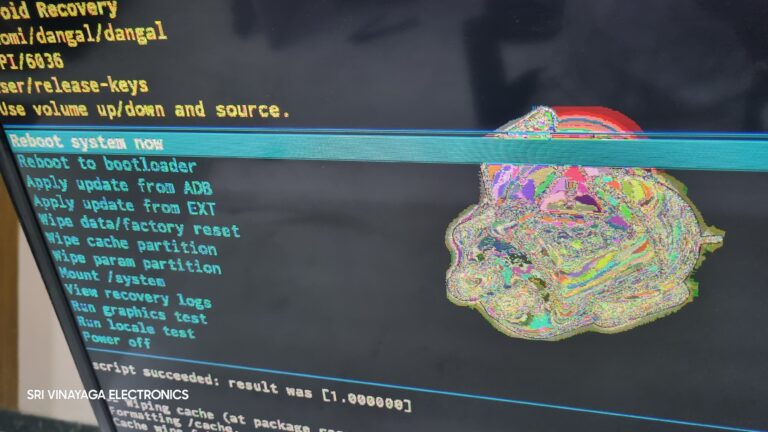 oid Recovery
omi/dangal/dangal
PI/6036
ser/release-keys
Use volume up/down and source.
Reboot system now
Reboot to bootloader
Apply update from ADB
Apply update from EXT
Wipe data/factory reset
Wipe cache partition
Wipe param partition
Mount /system
View recovery logs
Run graphics test
Run locale test
Power off
script succeeded: result was [1.000000]
Wiping cache (at package
Formatting /cache.
Cache wipe
SRI VINAYAGA ELECTRONICS